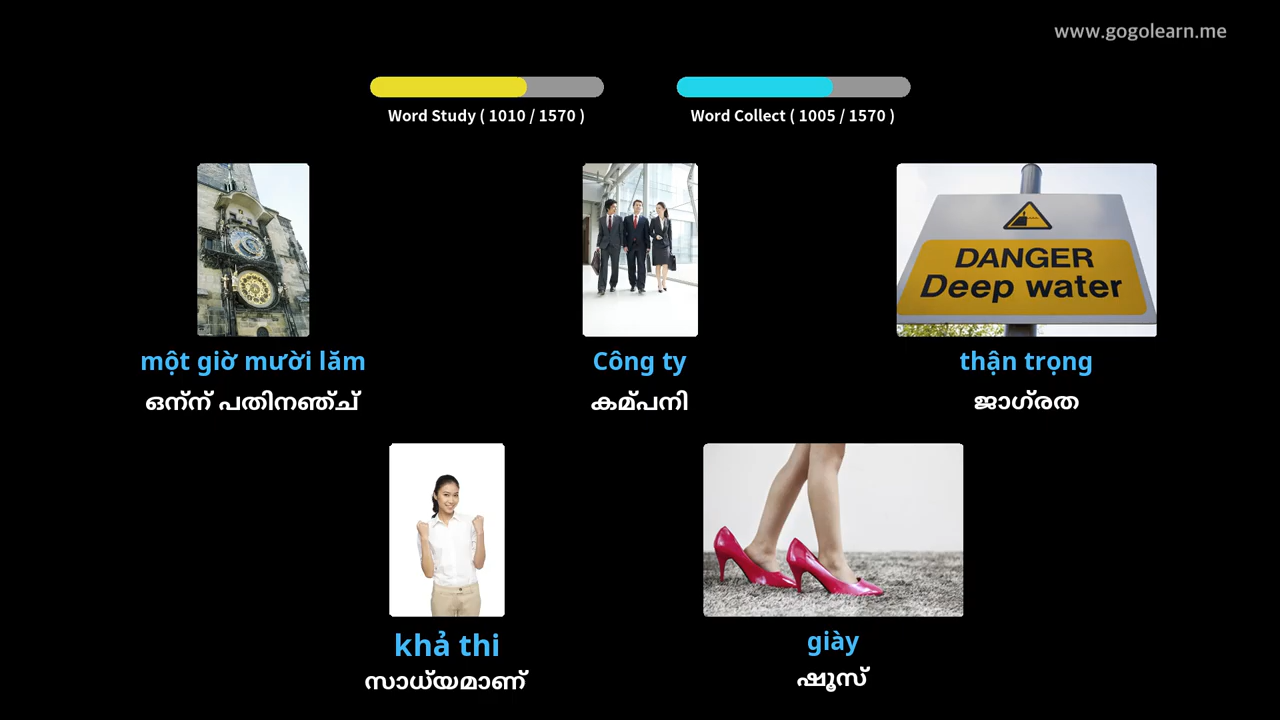 www.gogolearn.me
Word Study ( 1010 / 1570 )
Word Collect ( 1005 / 1570 )
DANGER
Deep water
một giờ mười lăm
Công ty
thận trọng
ഒന്ന് പതിനഞ്ച്
കമ്പനി
ജാഗ്രത
khả thi
giày
സാധ്യമാണ്
ഷൂസ്